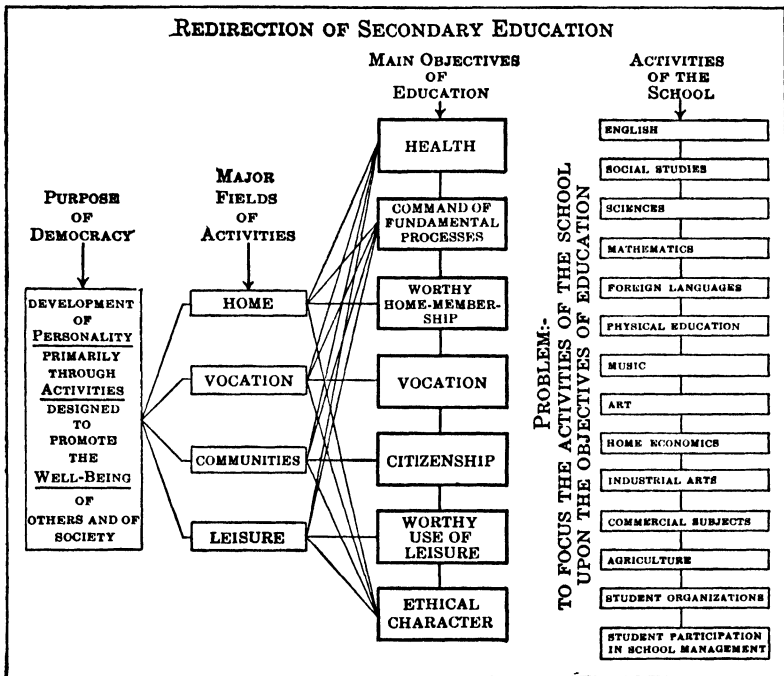 REDIRECTION OF SECONDARY EDUCATION
PURPOSE
OF
DEMOCRACY
DEVELOPMENT
OF
PERSONALITY
PRIMARILY
THROUGH
ACTIVITIES
DESIGNED
TO
PROMOTE
THE
WELL-BEING
OF
OTHERS AND OF
SOCIETY
MAJOR
FIELDS
OF
ACTIVITIES
HOME
VOCATION
COMMUNITIES
LEISURE
MAIN OBJECTIVES
OF
EDUCATION
HEALTH
COMMAND OF
FUNDAMENTAL
PROCESSES
WORTHY
HOME-MEMBER-
SHIP
VOCATION
CITIZENSHIP
WORTHY
USE OF
LEISURE
ETHICAL
CHARACTER
PROBLEM:-
TO FOCUS THE ACTIVITIES OF THE SCHOOL
UPON THE OBJECTIVES OF EDUCATION
ACTIVITIES
OF THE
SCHOOL
ENGLISH
SOCIAL STUDIES
SCIENCES
MATHEMATICS
FOREIGN LANGUAGES
PHYSICAL EDUCATION
MUSIC
ART
HOME ECONOMICS
INDUSTRIAL ARTS
COMMERCIAL SUBJECTS
AGRICULTURE
STUDENT ORGANIZATIONS
STUDENT PARTICIPATION
IN SCHOOL MANAGEMENT